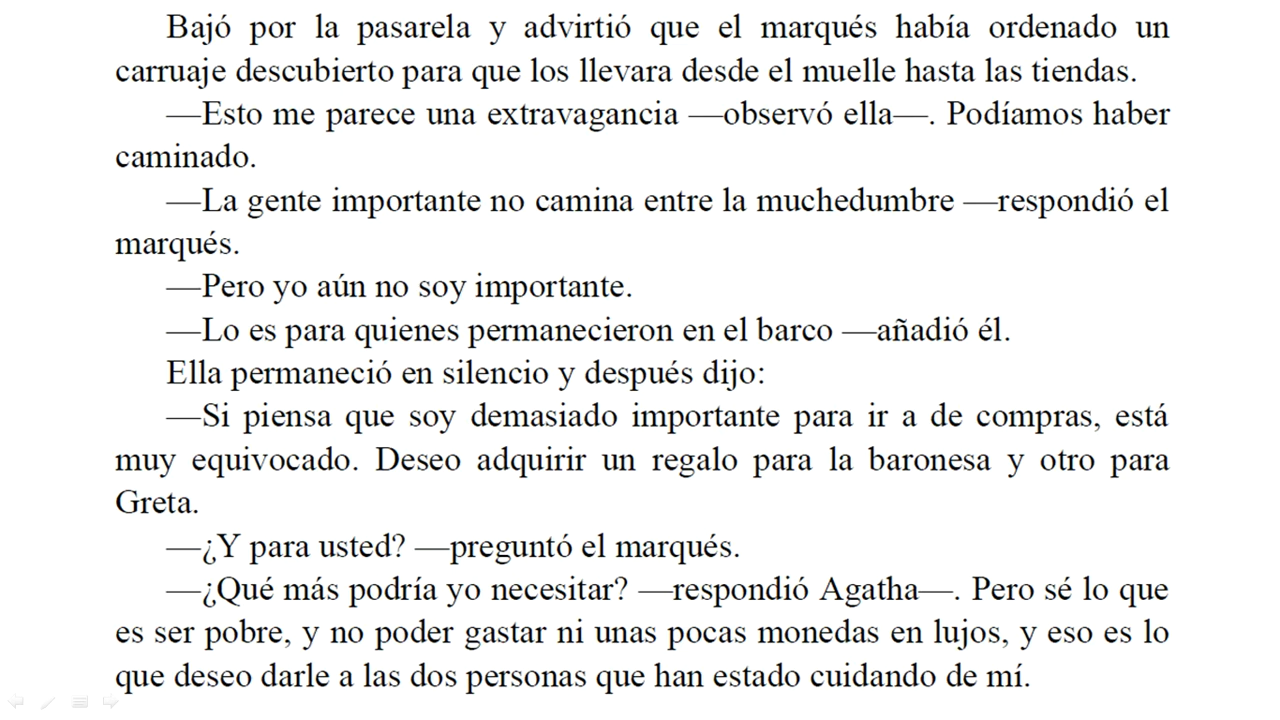 Bajó por la pasarela y advirtió que el marqués había ordenado un
carruaje descubierto para que los llevara desde el muelle hasta las tiendas.
—Esto me parece una extravagancia —observó ella—. Podíamos haber
caminado.
—La gente importante no camina entre la muchedumbre —respondió el
marqués.
—Pero yo aún no soy importante.
—Lo es para quienes permanecieron en el barco —añadió él.
Ella permaneció en silencio y después dijo:
—Si piensa que soy demasiado importante para ir a de compras, está
muy equivocado. Deseo adquirir un regalo para la baronesa y otro para
Greta.
—¿Y para usted? —preguntó el marqués.
—¿Qué más podría yo necesitar? —respondió Agatha—. Pero sé lo que
es ser pobre, y no poder gastar ni unas pocas monedas en lujos, y eso es lo
que deseo darle a las dos personas que han estado cuidando de mí.